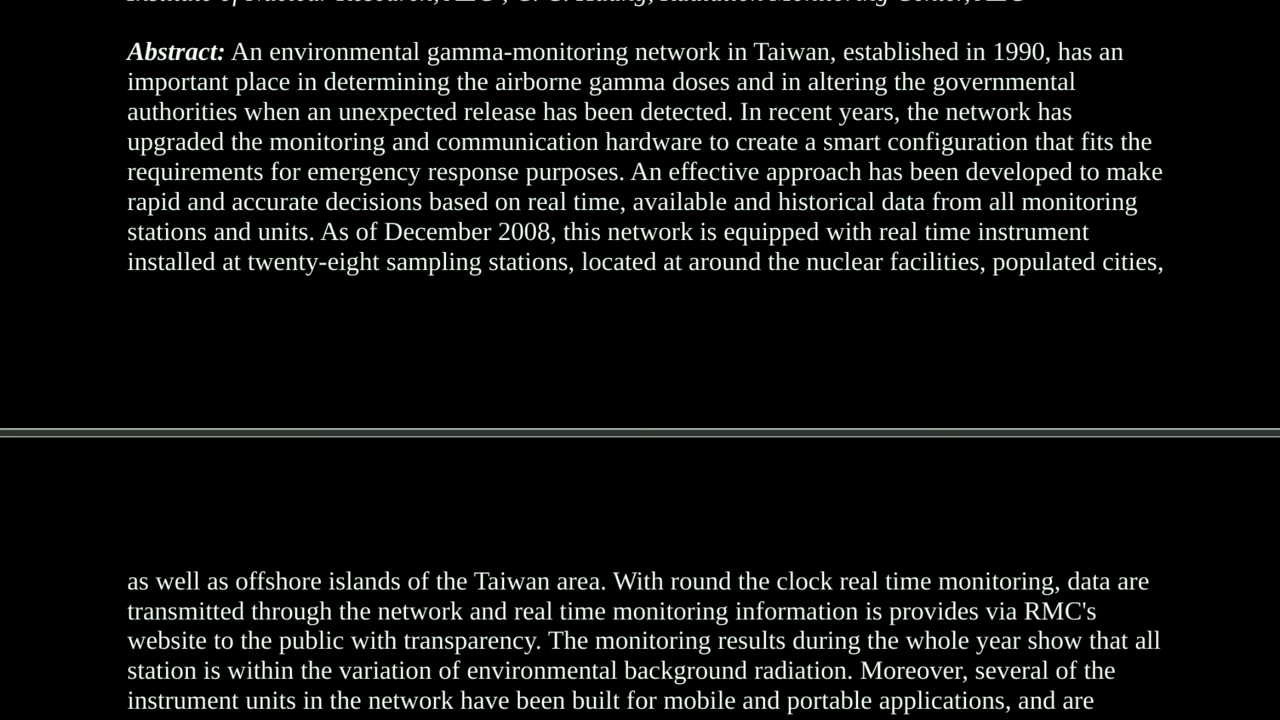 Abstract: An environmental gamma-monitoring network in Taiwan, established in 1990, has an
important place in determining the airborne gamma doses and in altering the governmental
authorities when an unexpected release has been detected. In recent years, the network has
upgraded the monitoring and communication hardware to create a smart configuration that fits the
requirements for emergency response purposes. An effective approach has been developed to make
rapid and accurate decisions based on real time, available and historical data from all monitoring
stations and units. As of December 2008, this network is equipped with real time instrument
installed at twenty-eight sampling stations, located at around the nuclear facilities, populated cities,
as well as offshore islands of the Taiwan area. With round the clock real time monitoring, data are
transmitted through the network and real time monitoring information is provides via RMC's
website to the public with transparency. The monitoring results during the whole year show that all
station is within the variation of environmental background radiation. Moreover, several of the
instrument units in the network have been built for mobile and portable applications, and are